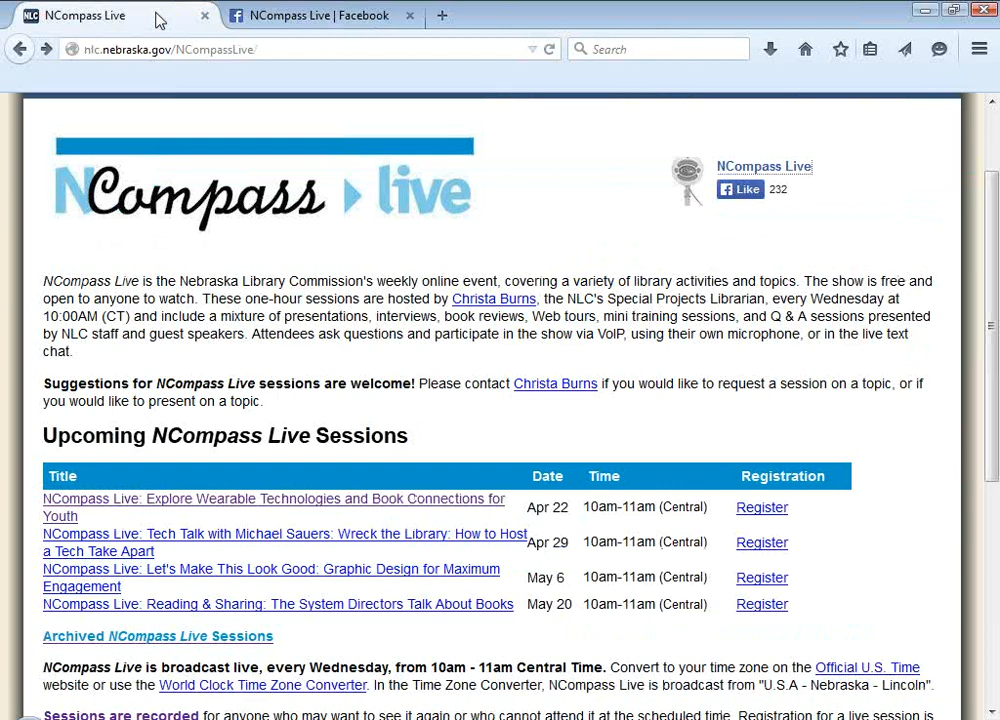 NLC NCompass Live
NCompass Live | Facebook
nlc.nebraska.gov/NCompassLive/
Search
NCompass live
NCompass Live
Like 232
NCompass Live is the Nebraska Library Commission's weekly online event, covering a variety of library activities and topics. The show is free and
open to anyone to watch. These one-hour sessions are hosted by Christa Burns, the NLC's Special Projects Librarian, every Wednesday at
10:00AM (CT) and include a mixture of presentations, interviews, book reviews, Web tours, mini training sessions, and Q & A sessions presented
by NLC staff and guest speakers. Attendees ask questions and participate in the show via VoIP, using their own microphone, or in the live text
chat.
Suggestions for NCompass Live sessions are welcome! Please contact Christa Burns if you would like to request a session on a topic, or if
you would like to present on a topic.
Upcoming NCompass Live Sessions
Title Date Time Registration
NCompass Live: Explore Wearable Technologies and Book Connections for
Youth Apr 22 10am-11am (Central) Register
NCompass Live: Tech Talk with Michael Sauers: Wreck the Library: How to Host
a Tech Take Apart Apr 29 10am-11am (Central) Register
NCompass Live: Let's Make This Look Good: Graphic Design for Maximum
Engagement May 6 10am-11am (Central) Register
NCompass Live: Reading & Sharing: The System Directors Talk About Books May 20 10am-11am (Central) Register
Archived NCompass Live Sessions
NCompass Live is broadcast live, every Wednesday, from 10am - 11am Central Time. Convert to your time zone on the Official U.S. Time
website or use the World Clock Time Zone Converter. In the Time Zone Converter, NCompass Live is broadcast from "U.S.A - Nebraska - Lincoln".
Sessions are recorded for anyone who may want to see it again or who cannot attend it at the scheduled time. Registration for a live session is